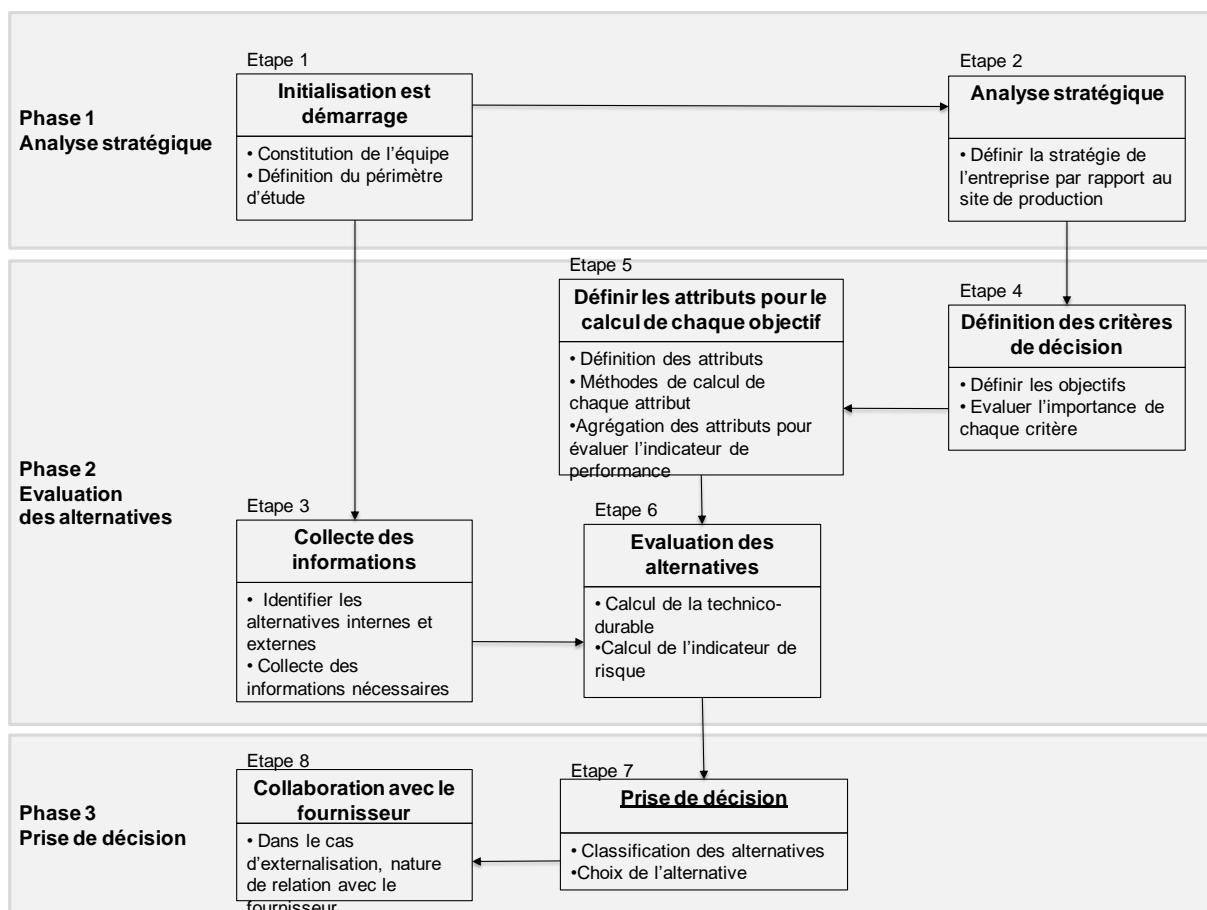 Phase 1
Analyse stratégique
Etape 1
Initialisation est
démarrage
• Constitution de l'équipe
• Définition du périmètre
d'étude
Etape 2
Analyse stratégique
• Définir la stratégie de
l'entreprise par rapport au
site de production
Phase 2
Evaluation
des alternatives
Etape 5
Définir les attributs pour le
calcul de chaque objectif
• Définition des attributs
• Méthodes de calcul de
chaque attribut
•Agrégation des attributs pour
évaluer l'indicateur de
performance
Etape 4
Définition des critères
de décision
• Définir les objectifs
• Evaluer l'importance de
chaque critère
Etape 3
Collecte des
informations
• Identifier les
alternatives internes et
externes
• Collecte des
informations nécessaires
Etape 6
Evaluation des
alternatives
• Calcul de la technico-
durable
•Calcul de l'indicateur de
risque
Phase 3
Prise de décision
Etape 8
Collaboration avec le
fournisseur
• Dans le cas
d'externalisation, nature
de relation avec le
fournisseur
Etape 7
Prise de décision
• Classification des alternatives
• Choix de l'alternative